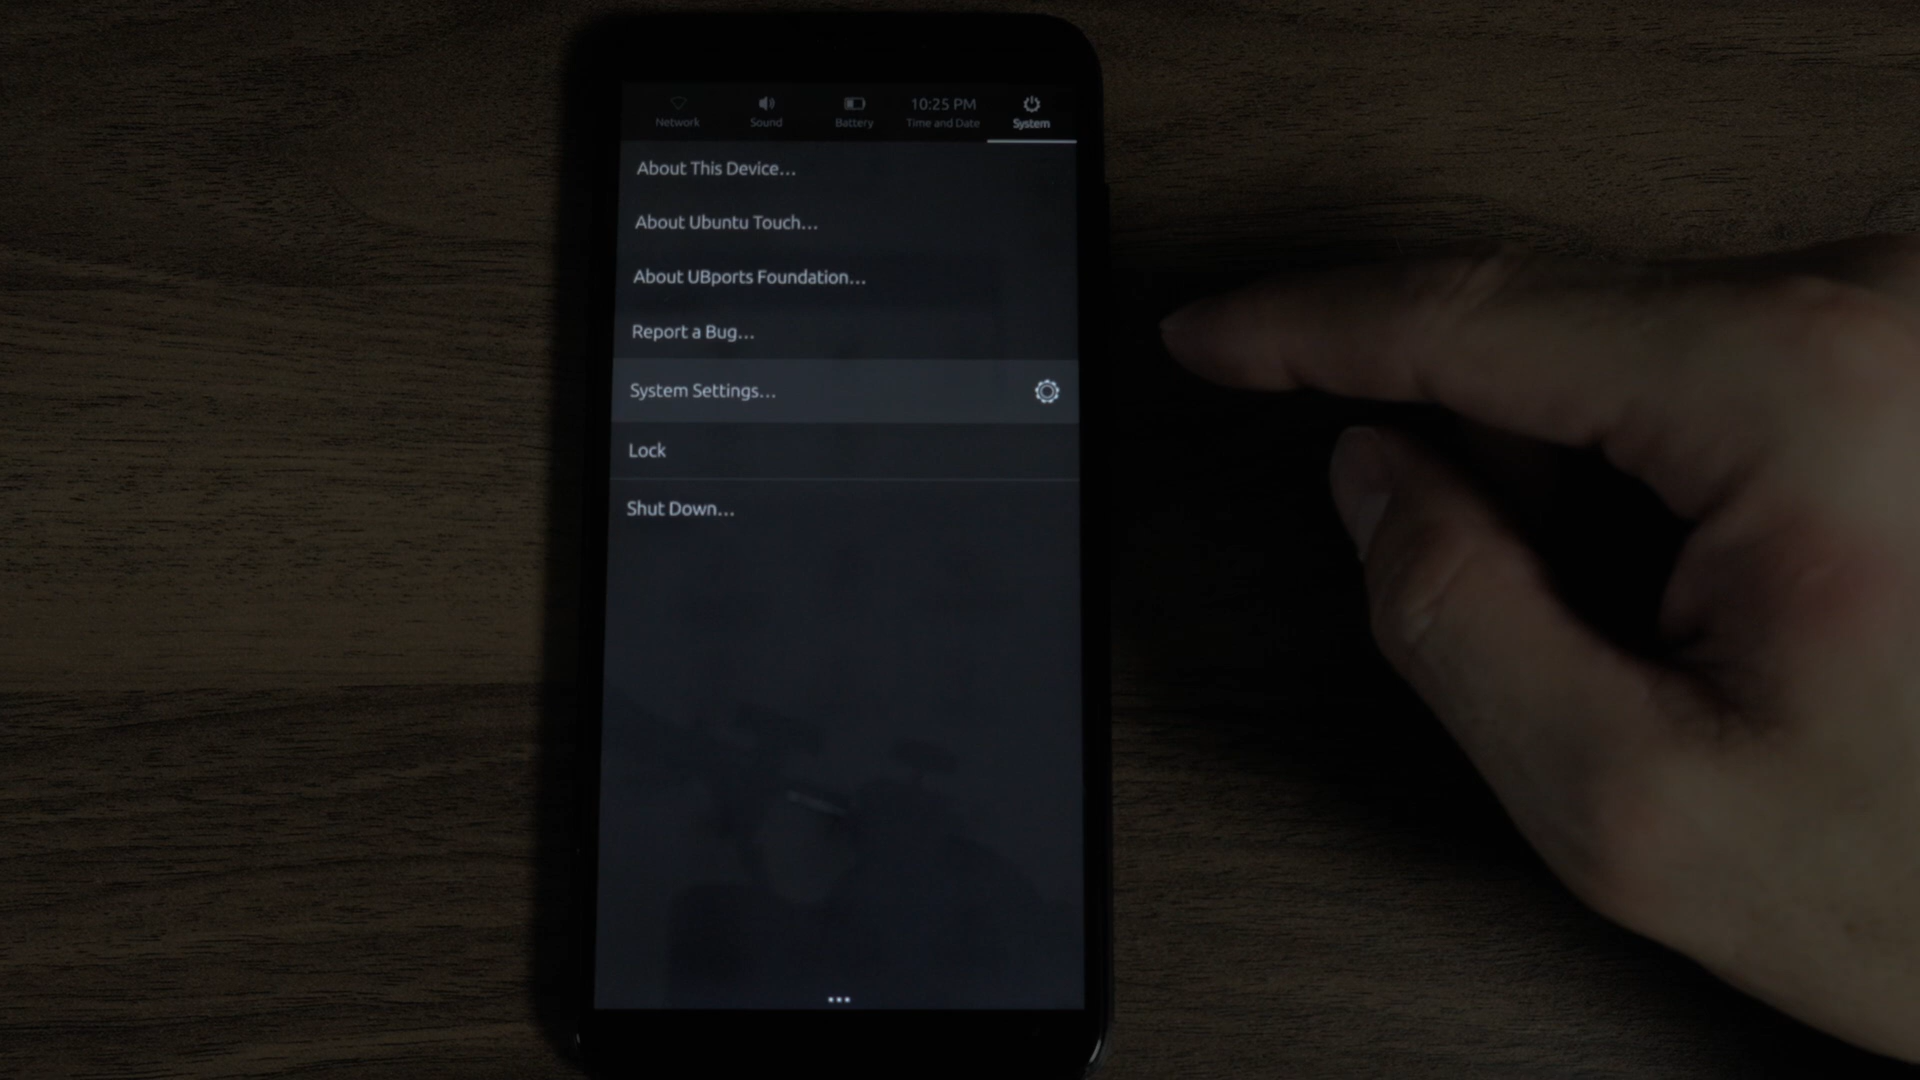 10:25 PM
Network Sound Battery Time and Date System
About This Device...
About Ubuntu Touch...
About UBports Foundation...
Report a Bug...
System Settings...
Lock
Shut Down...